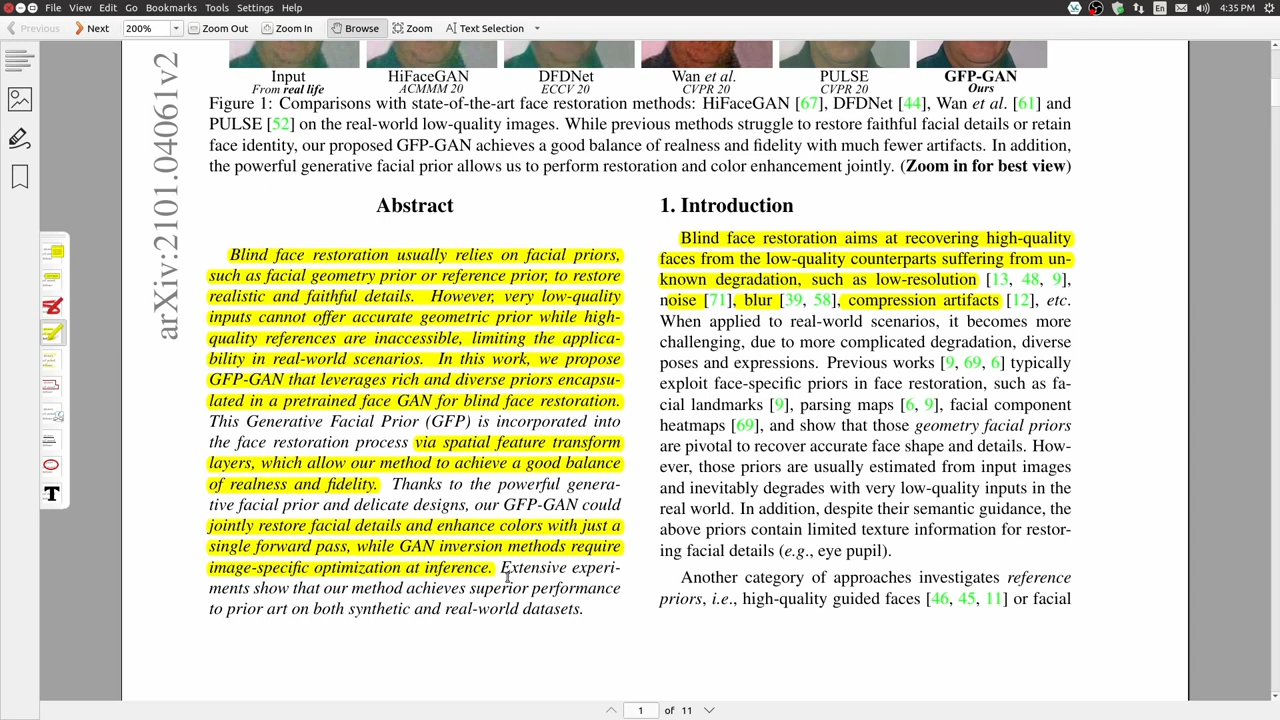 File Edit View Go Bookmarks Tools Settings Help
En 4:35 PM
Previous Next 200% Zoom Out Zoom In Browse Zoom Text Selection
arXiv:2101.04061v2
Input HiFaceGAN DFDNet Wan et al. PULSE GFP-GAN
From real life ACMMM 20 ECCV 20 CVPR 20 CVPR 20 Ours
Figure 1: Comparisons with state-of-the-art face restoration methods: HiFaceGAN [67], DFDNet [44], Wan et al. [61] and
PULSE [52] on the real-world low-quality images. While previous methods struggle to restore faithful facial details or retain
face identity, our proposed GFP-GAN achieves a good balance of realness and fidelity with much fewer artifacts. In addition,
the powerful generative facial prior allows us to perform restoration and color enhancement jointly. (Zoom in for best view)
Abstract
Blind face restoration usually relies on facial priors,
such as facial geometry prior or reference prior, to restore
realistic and faithful details. However, very low-quality
inputs cannot offer accurate geometric prior while high-
quality references are inaccessible, limiting the applica-
bility in real-world scenarios. In this work, we propose
GFP-GAN that leverages rich and diverse priors encapsu-
lated in a pretrained face GAN for blind face restoration.
This Generative Facial Prior (GFP) is incorporated into
the face restoration process via spatial feature transform
layers, which allow our method to achieve a good balance
of realness and fidelity. Thanks to the powerful genera-
tive facial prior and delicate designs, our GFP-GAN could
jointly restore facial details and enhance colors with just a
single forward pass, while GAN inversion methods require
image-specific optimization at inference. Extensive experi-
ments show that our method achieves superior performance
to prior art on both synthetic and real-world datasets.
1. Introduction
Blind face restoration aims at recovering high-quality
faces from the low-quality counterparts suffering from un-
known degradation, such as low-resolution [13, 48, 9],
noise [71], blur [39, 58], compression artifacts [12], etc.
When applied to real-world scenarios, it becomes more
challenging, due to more complicated degradation, diverse
poses and expressions. Previous works [9, 69, 6] typically
exploit face-specific priors in face restoration, such as fa-
cial landmarks [9], parsing maps [6, 9], facial component
heatmaps [69], and show that those geometry facial priors
are pivotal to recover accurate face shape and details. How-
ever, those priors are usually estimated from input images
and inevitably degrades with very low-quality inputs in the
real world. In addition, despite their semantic guidance, the
above priors contain limited texture information for restor-
ing facial details (e.g., eye pupil).
Another category of approaches investigates reference
priors, i.e., high-quality guided faces [46, 45, 11] or facial
T
1 of 11